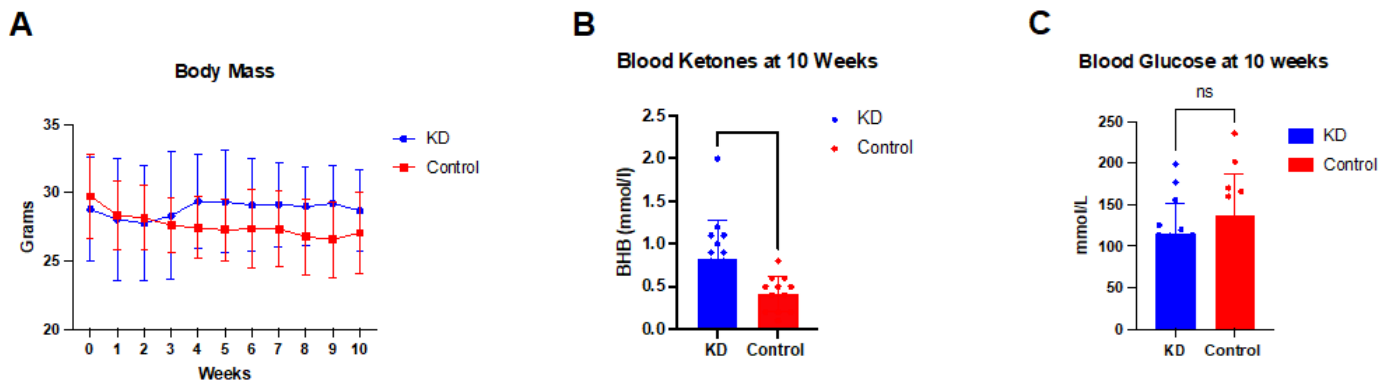 A
Body Mass
35
30
25
20
Grams
0 1 2 3 4 5 6 7 8 9 10
Weeks
KD
Control
B
Blood Ketones at 10 Weeks
2.5
2.0
1.5
1.0
0.5
0.0
BHB (mmol/l)
KD Control
KD
Control
C
Blood Glucose at 10 weeks
ns
250
200
150
100
50
0
mmol/L
KD Control
KD
Control